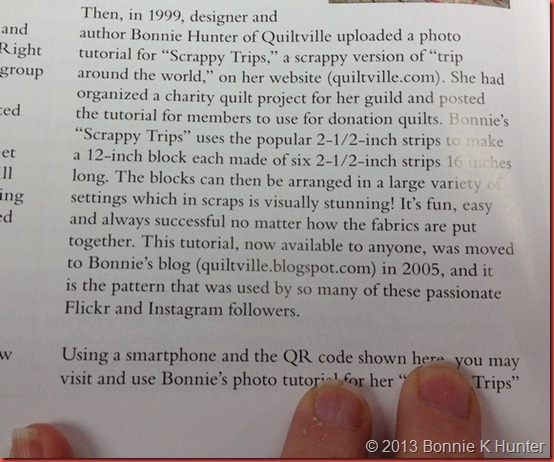 Then, in 1999, designer and
author Bonnie Hunter of Quiltville uploaded a photo
tutorial for “Scrappy Trips,” a scrappy version of “trip
around the world,” on her website (quiltville.com). She had
organized a charity quilt project for her guild and posted
the tutorial for members to use for donation quilts. Bonnie’s
“Scrappy Trips” uses the popular 2-1/2-inch strips to make
a 12-inch block each made of six 2-1/2-inch strips 16 inches
long. The blocks can then be arranged in a large variety of
settings which in scraps is visually stunning! It’s fun, easy
and always successful no matter how the fabrics are put
together. This tutorial, now available to anyone, was moved
to Bonnie’s blog (quiltville.blogspot.com) in 2005, and it
is the pattern that was used by so many of these passionate
Flickr and Instagram followers.
Using a smartphone and the QR code shown here, you may
visit and use Bonnie’s photo tutorial for her “ Trips”
and
Right
group
© 2013 Bonnie K Hunter